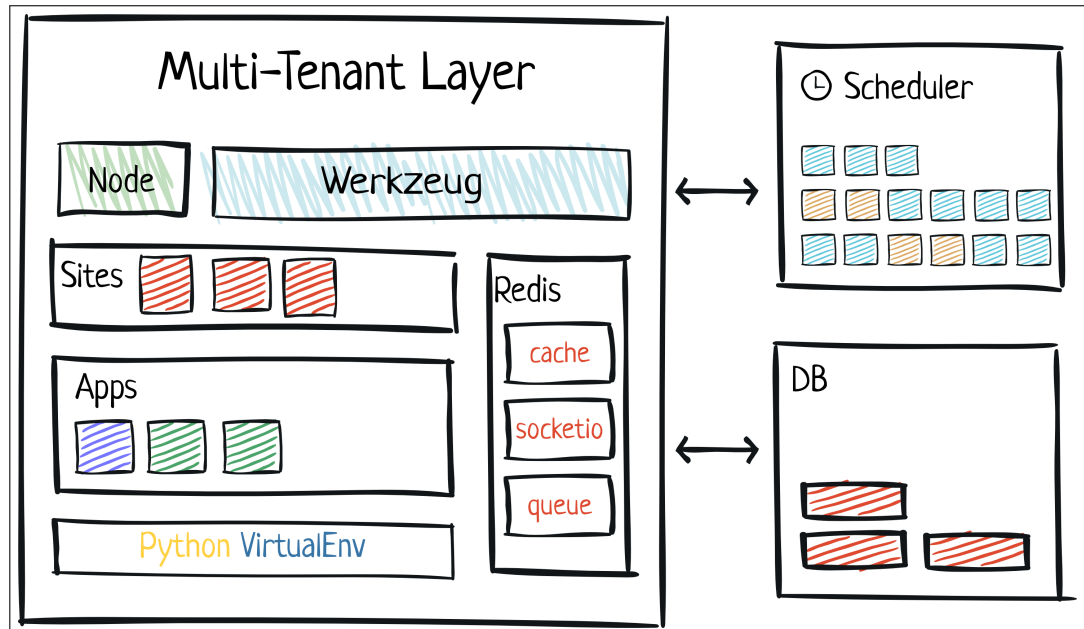 Multi-Tenant Layer
Node
Werkzeug
Sites
Apps
Python VirtualEnv
Redis
cache
socketio
queue
Scheduler
DB